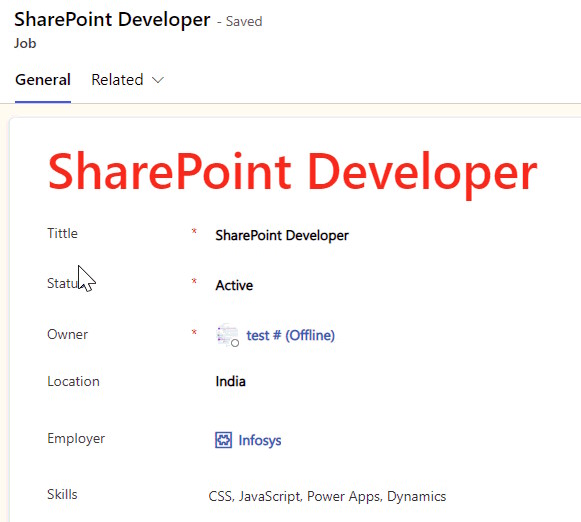 SharePoint Developer - Saved
Job
General Related
SharePoint Developer
Tittle * SharePoint Developer
Statu * Active
Owner * test # (Offline)
Location India
Employer Infosys
Skills CSS, JavaScript, Power Apps, Dynamics